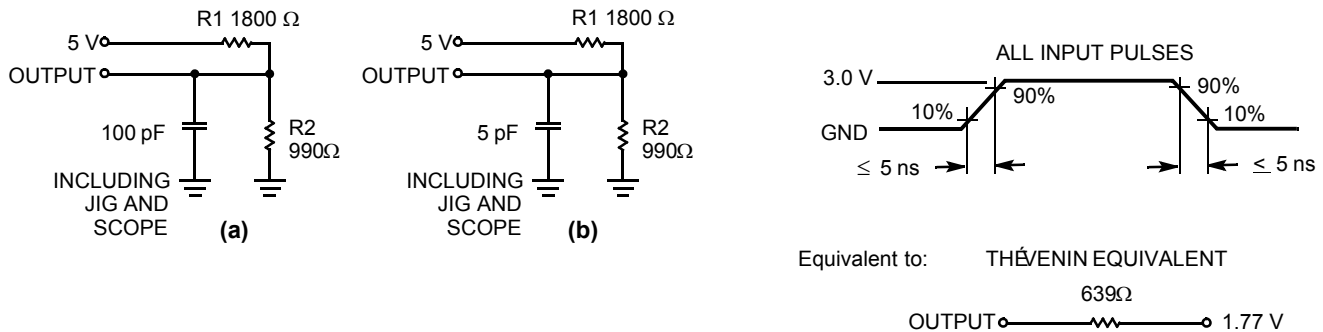 R1 1800 Ω
5 V
OUTPUT
100 pF
R2
990Ω
INCLUDING
JIG AND
SCOPE
(a)
R1 1800 Ω
5 V
OUTPUT
5 pF
R2
990Ω
INCLUDING
JIG AND
SCOPE
(b)
ALL INPUT PULSES
3.0 V
90%
90%
10%
10%
GND
≤ 5 ns
≤ 5 ns
Equivalent to: THÉVENIN EQUIVALENT
639Ω
OUTPUT
1.77 V